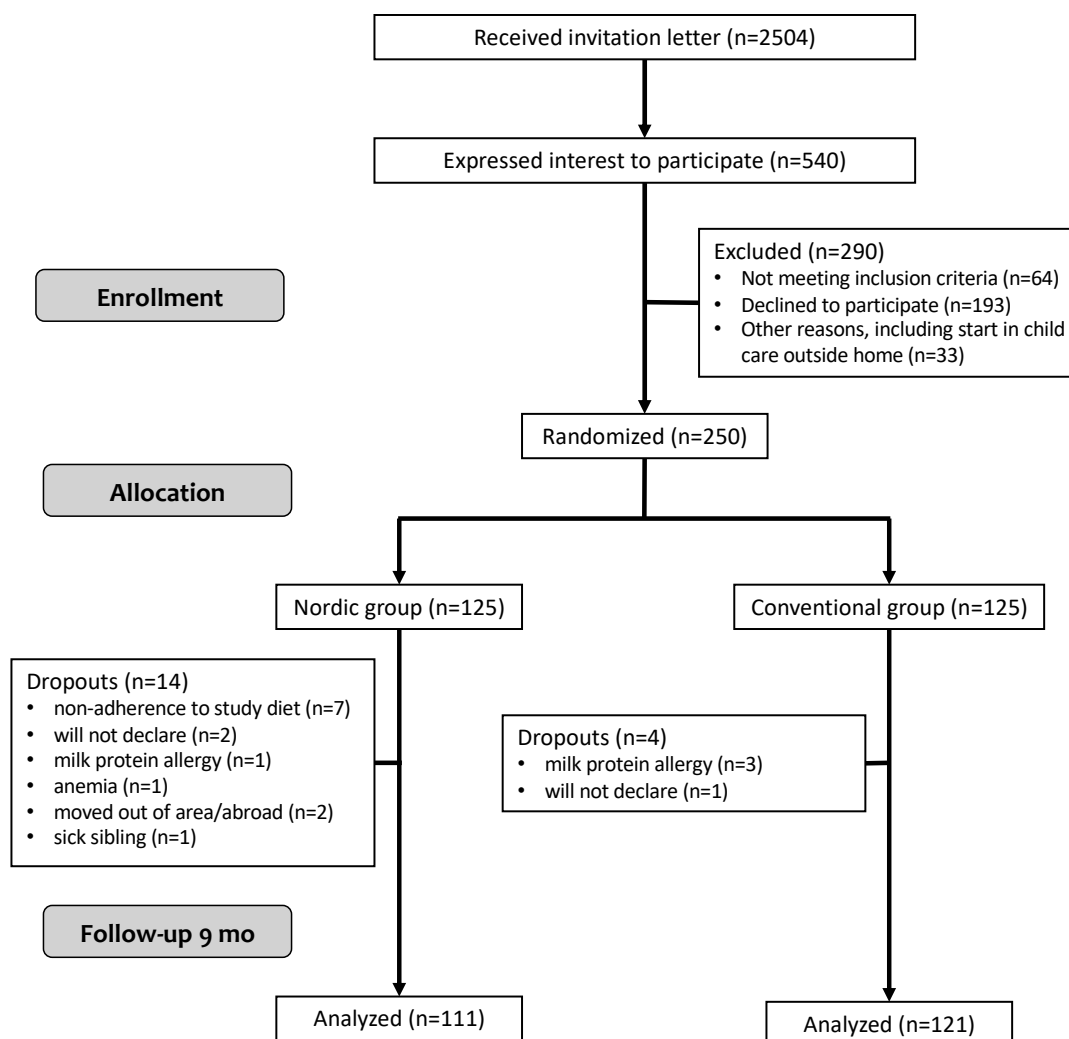 Received invitation letter (n=2504)
Expressed interest to participate (n=540)
Excluded (n=290)
• Not meeting inclusion criteria (n=64)
• Declined to participate (n=193)
• Other reasons, including start in child
care outside home (n=33)
Enrollment
Randomized (n=250)
Allocation
Nordic group (n=125)
Conventional group (n=125)
Dropouts (n=14)
• non-adherence to study diet (n=7)
• will not declare (n=2)
• milk protein allergy (n=1)
• anemia (n=1)
• moved out of area/abroad (n=2)
• sick sibling (n=1)
Dropouts (n=4)
• milk protein allergy (n=3)
• will not declare (n=1)
Follow-up 9 mo
Analyzed (n=111)
Analyzed (n=121)